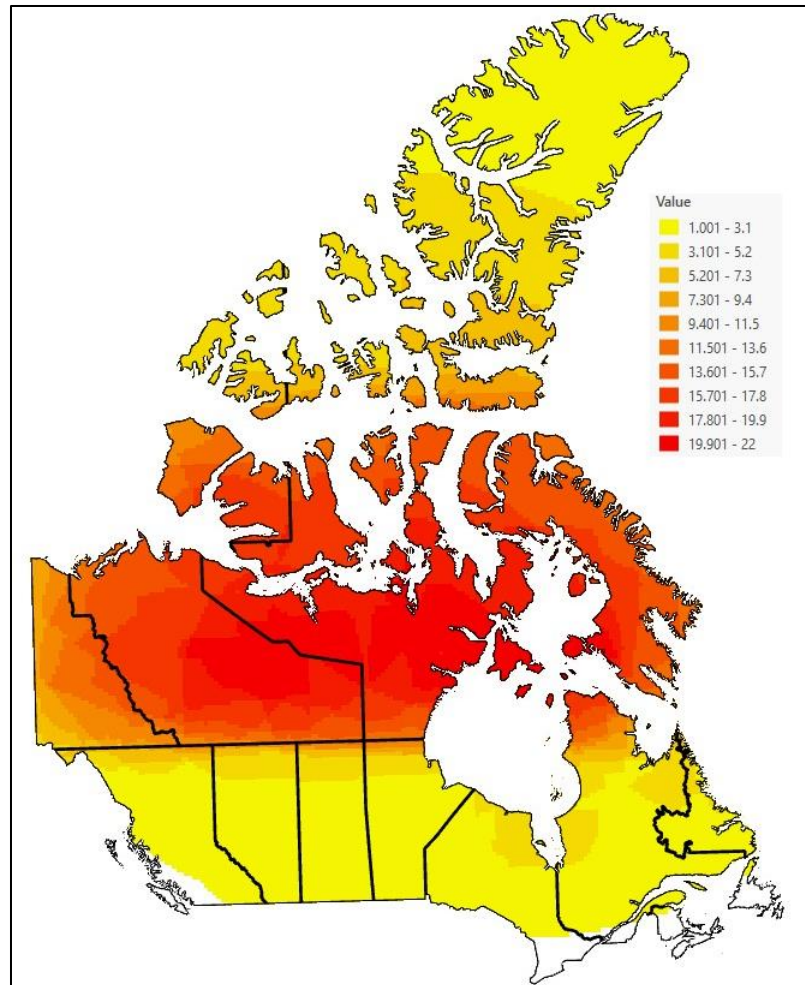 Value
1.001 - 3.1
3.101 - 5.2
5.201 - 7.3
7.301 - 9.4
9.401 - 11.5
11.501 - 13.6
13.601 - 15.7
15.701 - 17.8
17.801 - 19.9
19.901 - 22